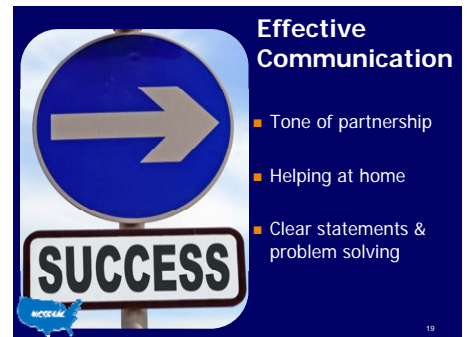 Effective
Communication
■ Tone of partnership
■ Helping at home
■ Clear statements &
problem solving
SUCCESS
19